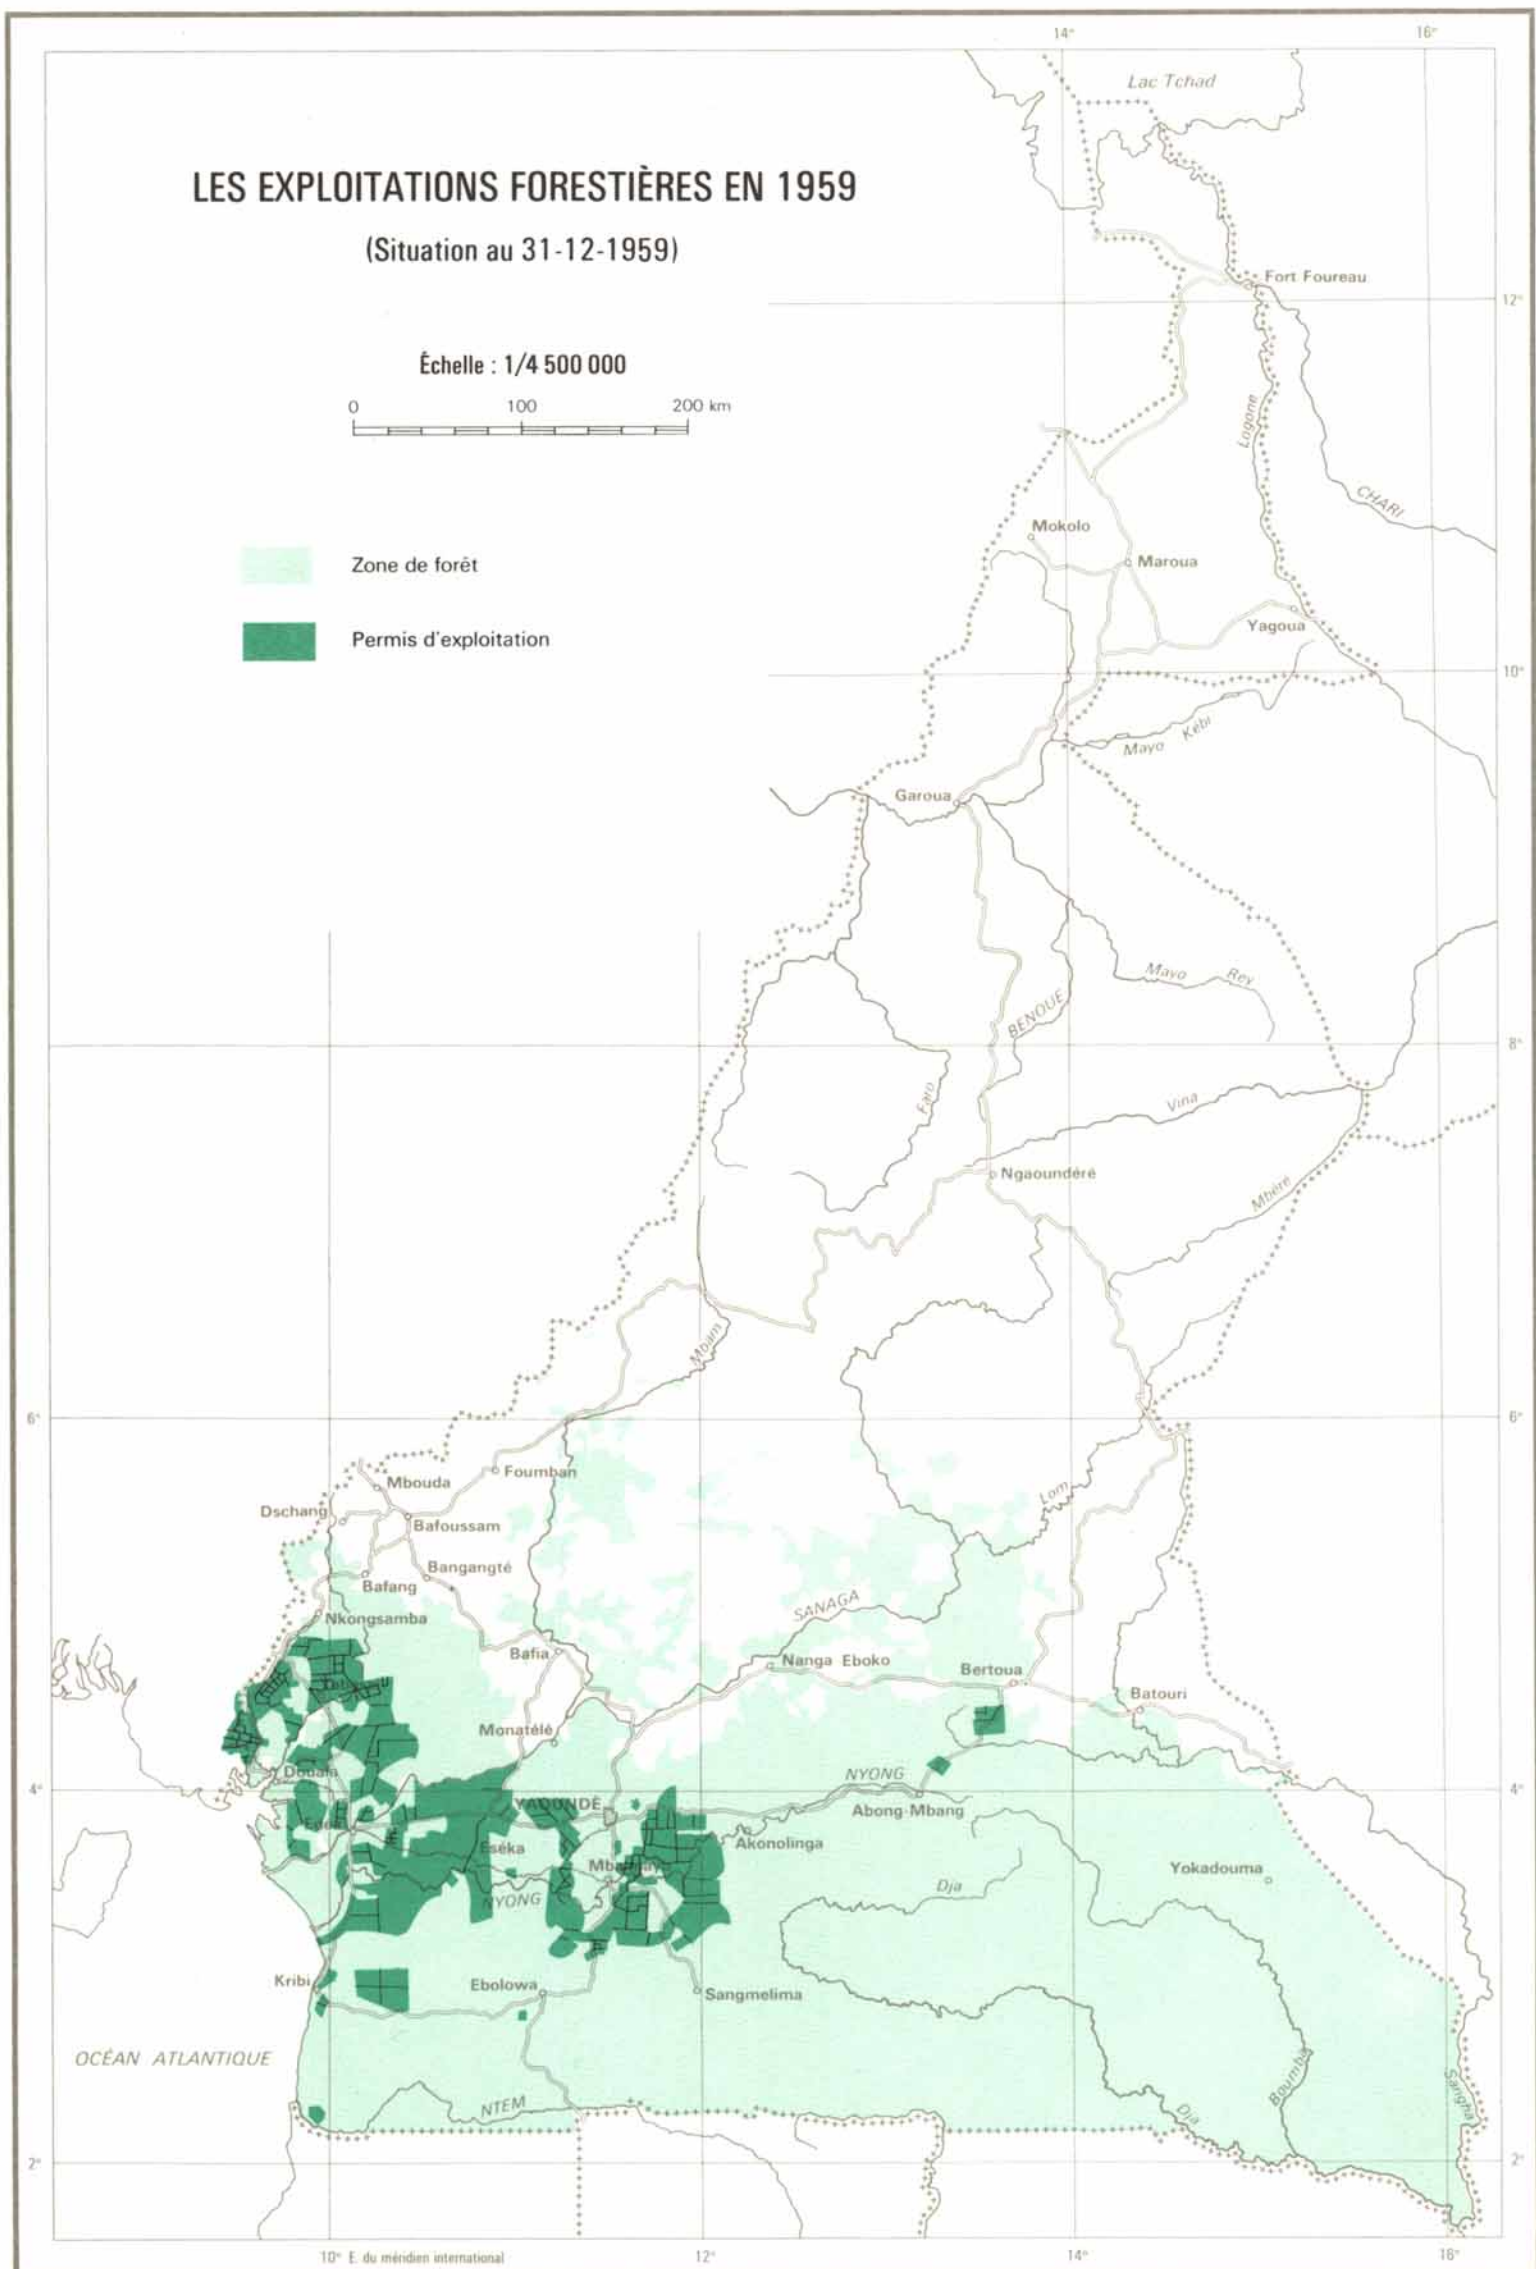 14°
16°
Lac Tchad
LES EXPLOITATIONS FORESTIÈRES EN 1959
(Situation au 31-12-1959)
Fort Foureau
12°
Échelle : 1/4 500 000
0 100 200 km
Logone
CHARI
Mokolo
Zone de forêt
Maroua
Yagoua
Permis d'exploitation
10°
Mayo Kébi
Garoua
Mayo Rey
BENOUE
8°
Faro
Vina
Ngaoundéré
Mbéré
Mbam
6°
6°
Foumban
Mbouda
Dschang
Lom
Bafoussam
Bangangté
Bafang
SANAGA
Nkongsamba
Bafia
Nanga Eboko
Bertoua
Batouri
Monatélé
Douala
NYONG
4°
4°
YAOUNDÉ
Abong-Mbang
Edéa
Akonolinga
Eséka
Yokadouma
Dja
NYONG
Kribi
Ebolowa
Sangmelima
OCÉAN ATLANTIQUE
Boumba
Sangha
NTEM
Dja
2°
2°
10° E. du méridien international
12°
14°
16°